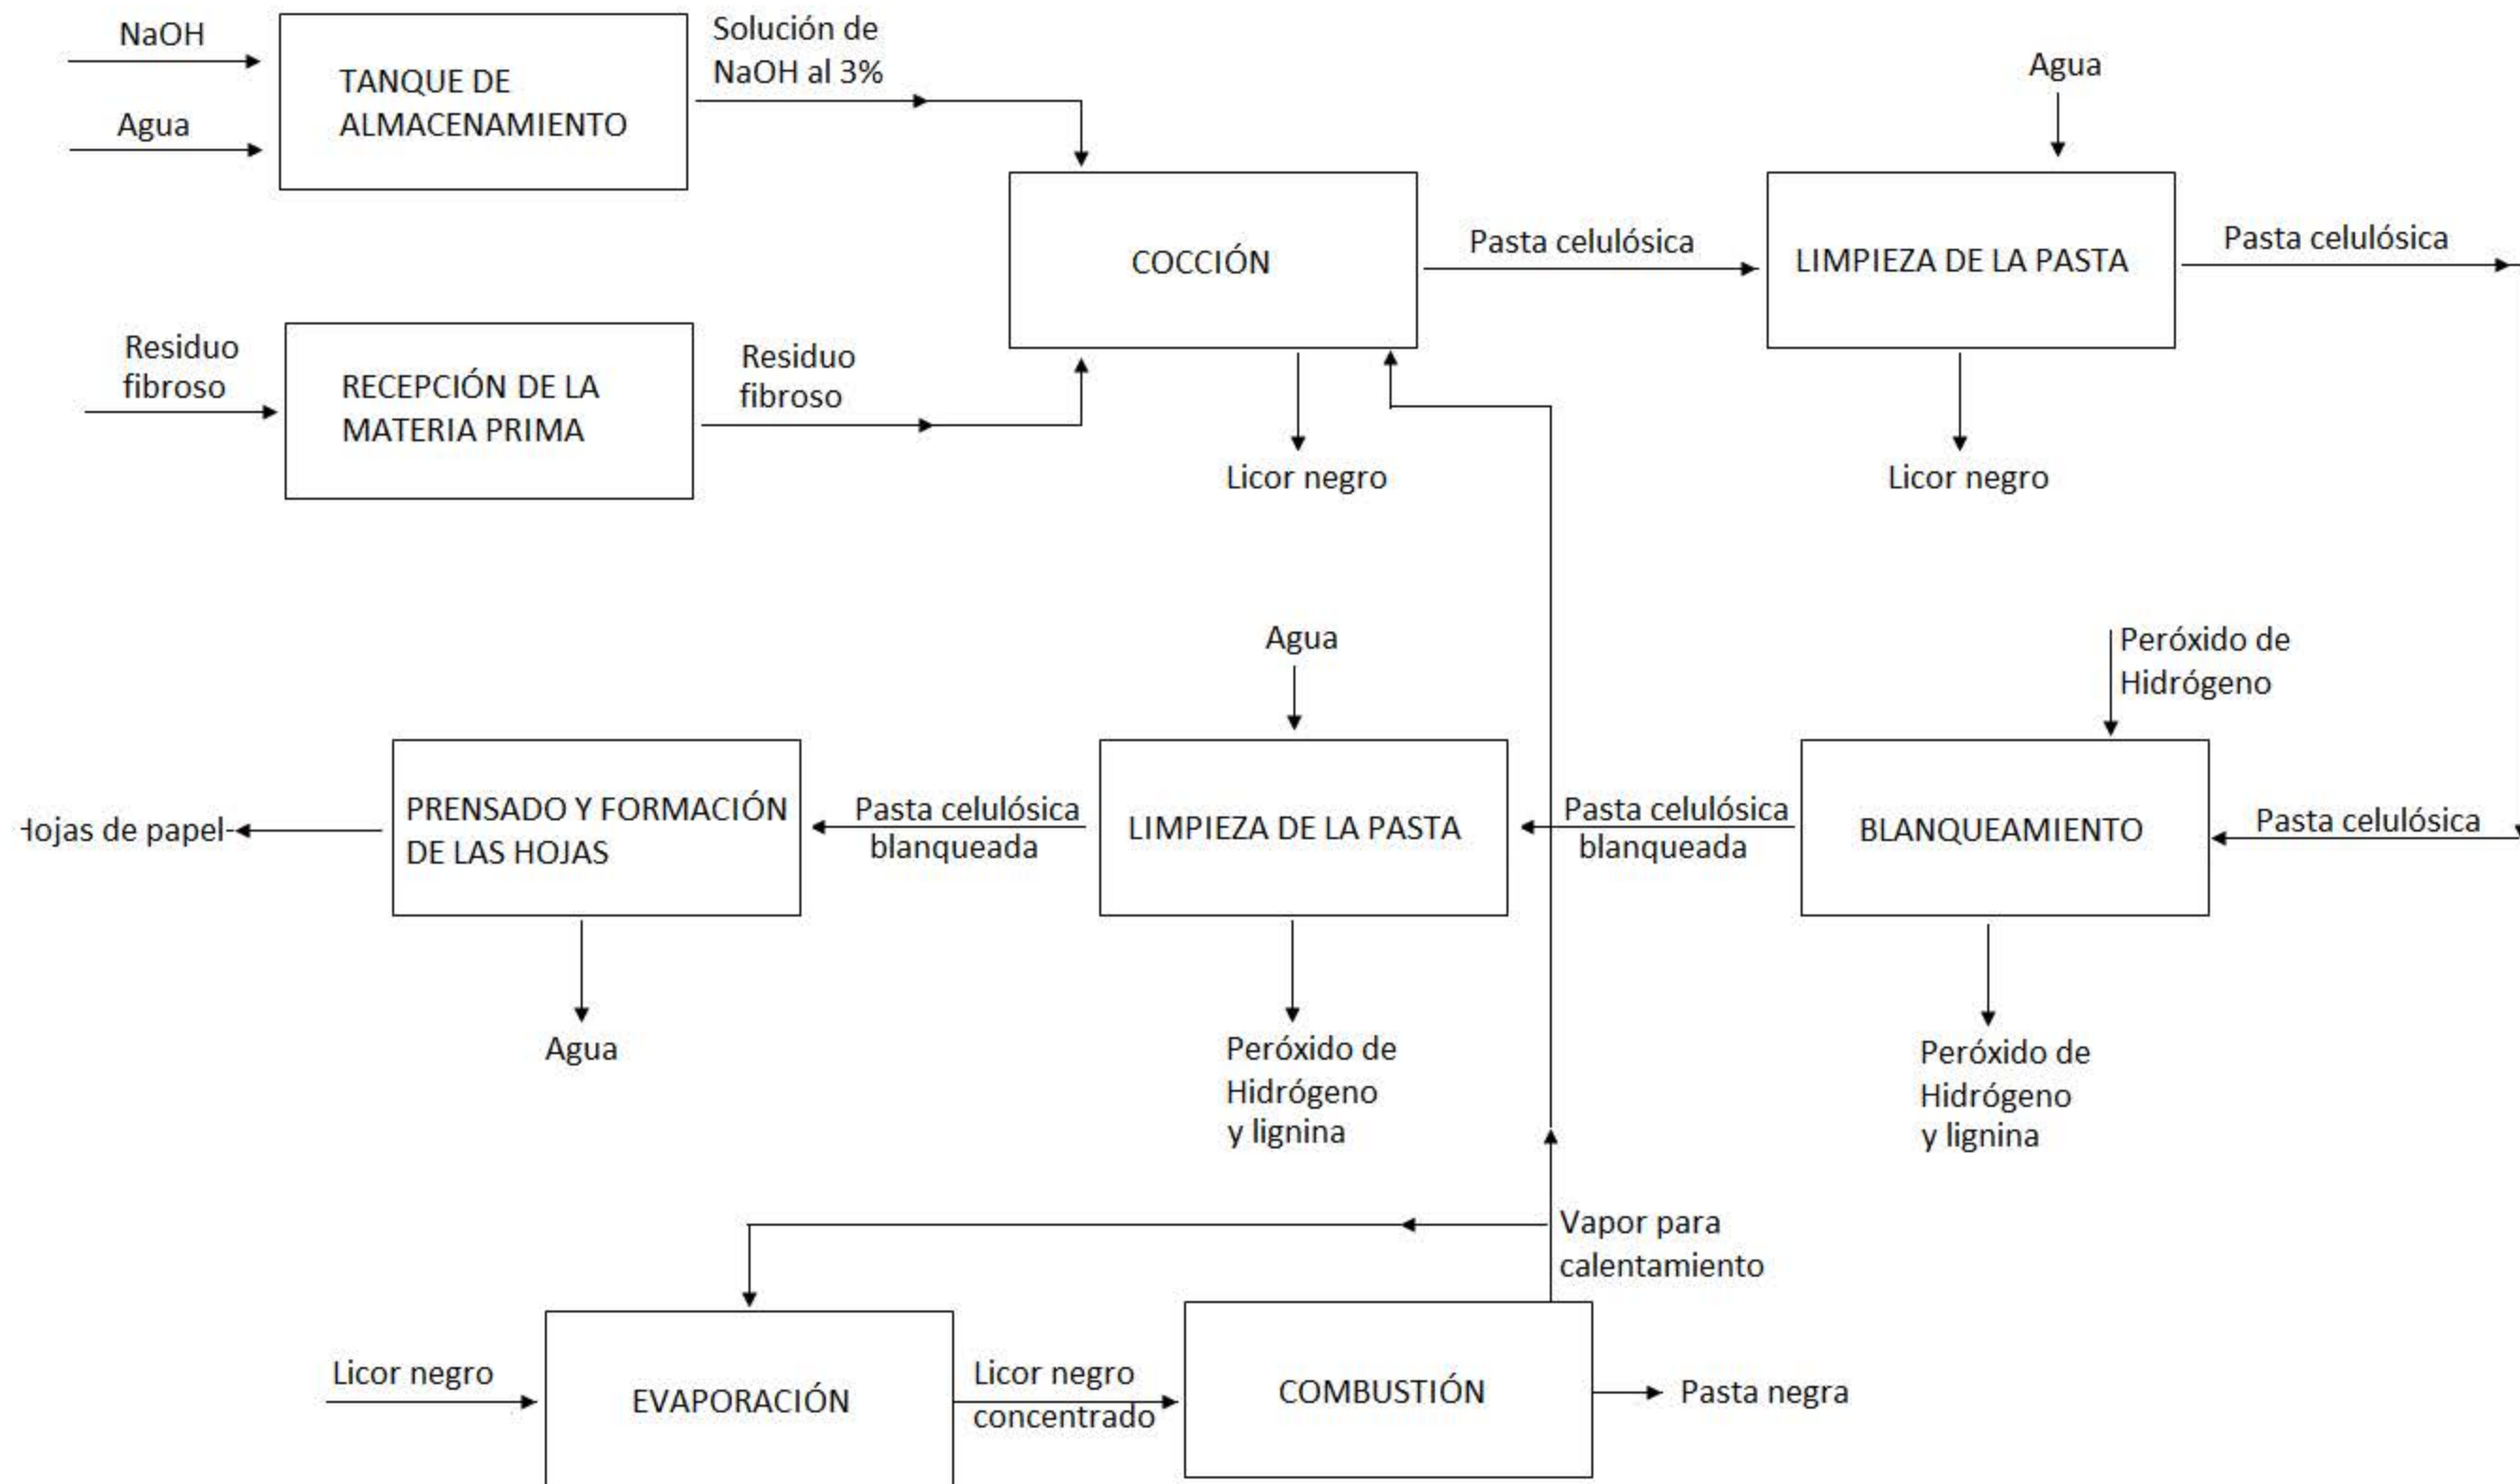 NaOH
Agua
TANQUE DE
ALMACENAMIENTO
Solución de
NaOH al 3%
Residuo
fibroso
RECEPCIÓN DE LA
MATERIA PRIMA
Residuo
fibroso
COCCIÓN
Licor negro
Pasta celulósica
Agua
LIMPIEZA DE LA PASTA
Licor negro
Pasta celulósica
Peróxido de
Hidrógeno
Pasta celulósica
BLANQUEAMIENTO
Peróxido de
Hidrógeno
y lignina
Pasta celulósica
blanqueada
Agua
LIMPIEZA DE LA PASTA
Peróxido de
Hidrógeno
y lignina
Pasta celulósica
blanqueada
PRENSADO Y FORMACIÓN
DE LAS HOJAS
Agua
Hojas de papel
Licor negro
EVAPORACIÓN
Licor negro
concentrado
COMBUSTIÓN
Vapor para
calentamiento
Pasta negra